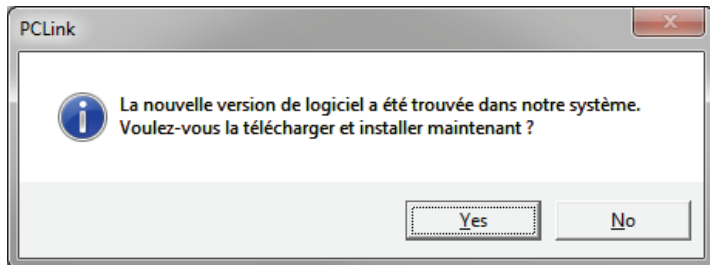 PCLink
La nouvelle version de logiciel a été trouvée dans notre système.
Voulez-vous la télécharger et installer maintenant ?
Yes
No